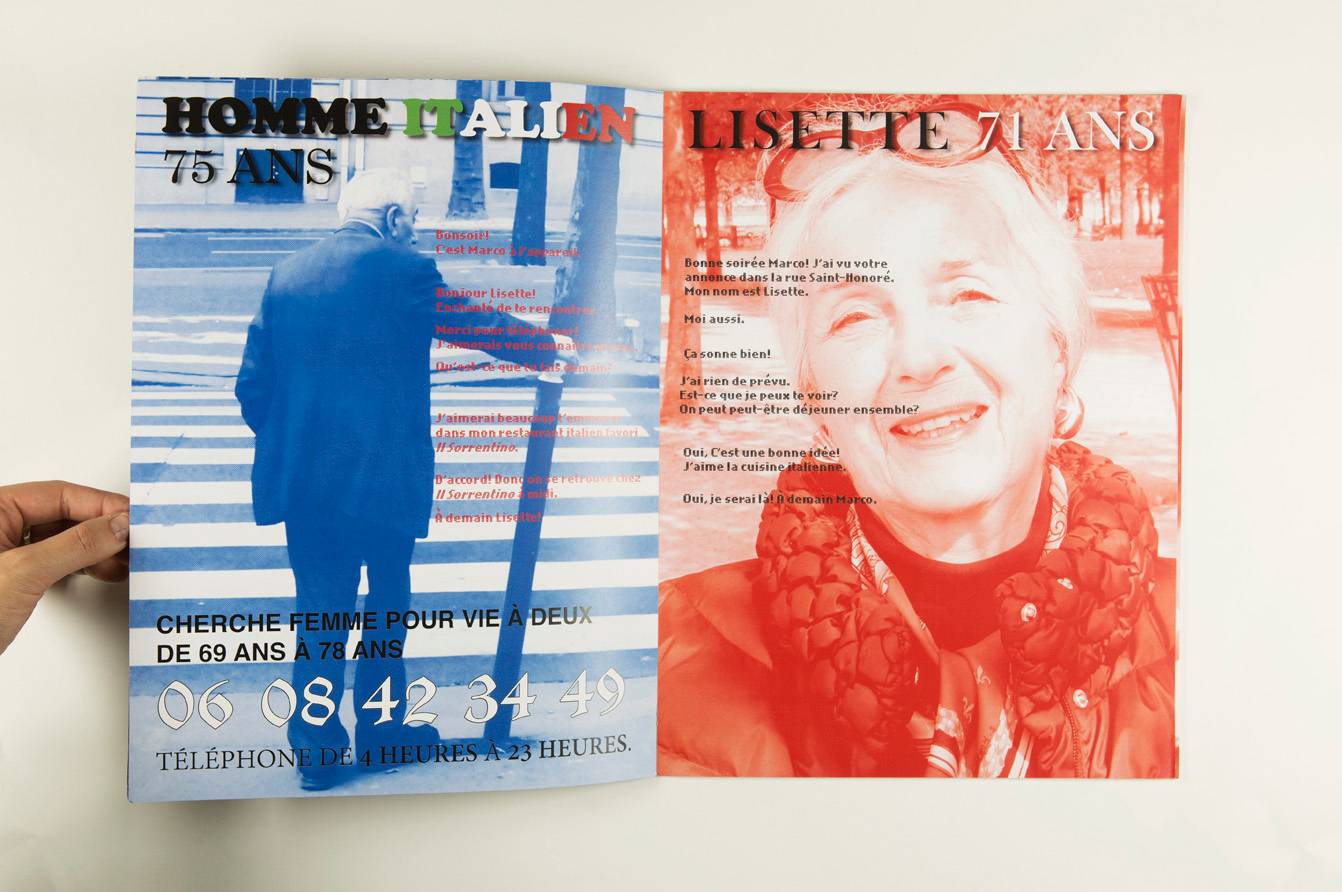 HOMME ITALIEN
75 ANS
Bonsoir!
C'est Marco à l'appareil.
Bonjour Lisette!
Enchanté de te rencontrer.
Merci pour téléphoner!
J'aimerais vous connaître
Qu'est-ce que tu fais demain?
J'aimerai beaucoup
dans mon restaurant italien favori
Il Sorrentino.
D'accord! Donc on se retrouve chez
Il Sorrentino à midi.
À demain Lisette!
CHERCHE FEMME POUR VIE À DEUX
DE 69 ANS À 78 ANS
06 08 42 34 49
TÉLÉPHONE DE 4 HEURES À 23 HEURES.
LISETTE 71 ANS
Bonne soirée Marco! J'ai vu votre
annonce dans la rue Saint-Honoré.
Mon nom est Lisette.
Moi aussi.
Ça sonne bien!
J'ai rien de prévu.
Est-ce que je peux te voir?
On peut peut-être déjeuner ensemble?
Oui, C'est une bonne idée!
J'aime la cuisine italienne.
Oui, je serai là! A demain Marco.